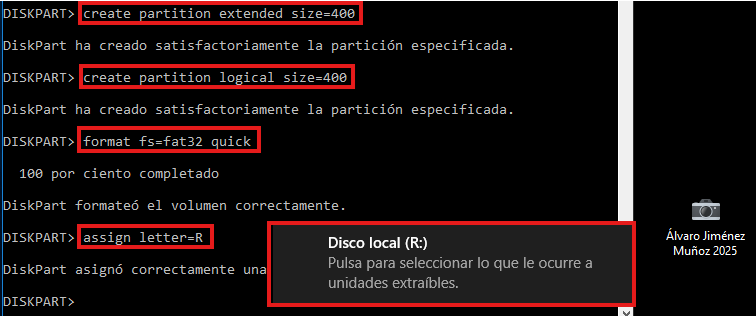 DISKPART> create partition extended size=400
DiskPart ha creado satisfactoriamente la partición especificada.
DISKPART> create partition logical size=400
DiskPart ha creado satisfactoriamente la partición especificada.
DISKPART> format fs=fat32 quick
100 por ciento completado
DiskPart formateó el volumen correctamente.
DISKPART> assign letter=R
DiskPart asignó correctamente una
DISKPART>
Disco local (R:)
Pulsa para seleccionar lo que le ocurre a
unidades extraíbles.
Álvaro Jiménez
Muñoz 2025